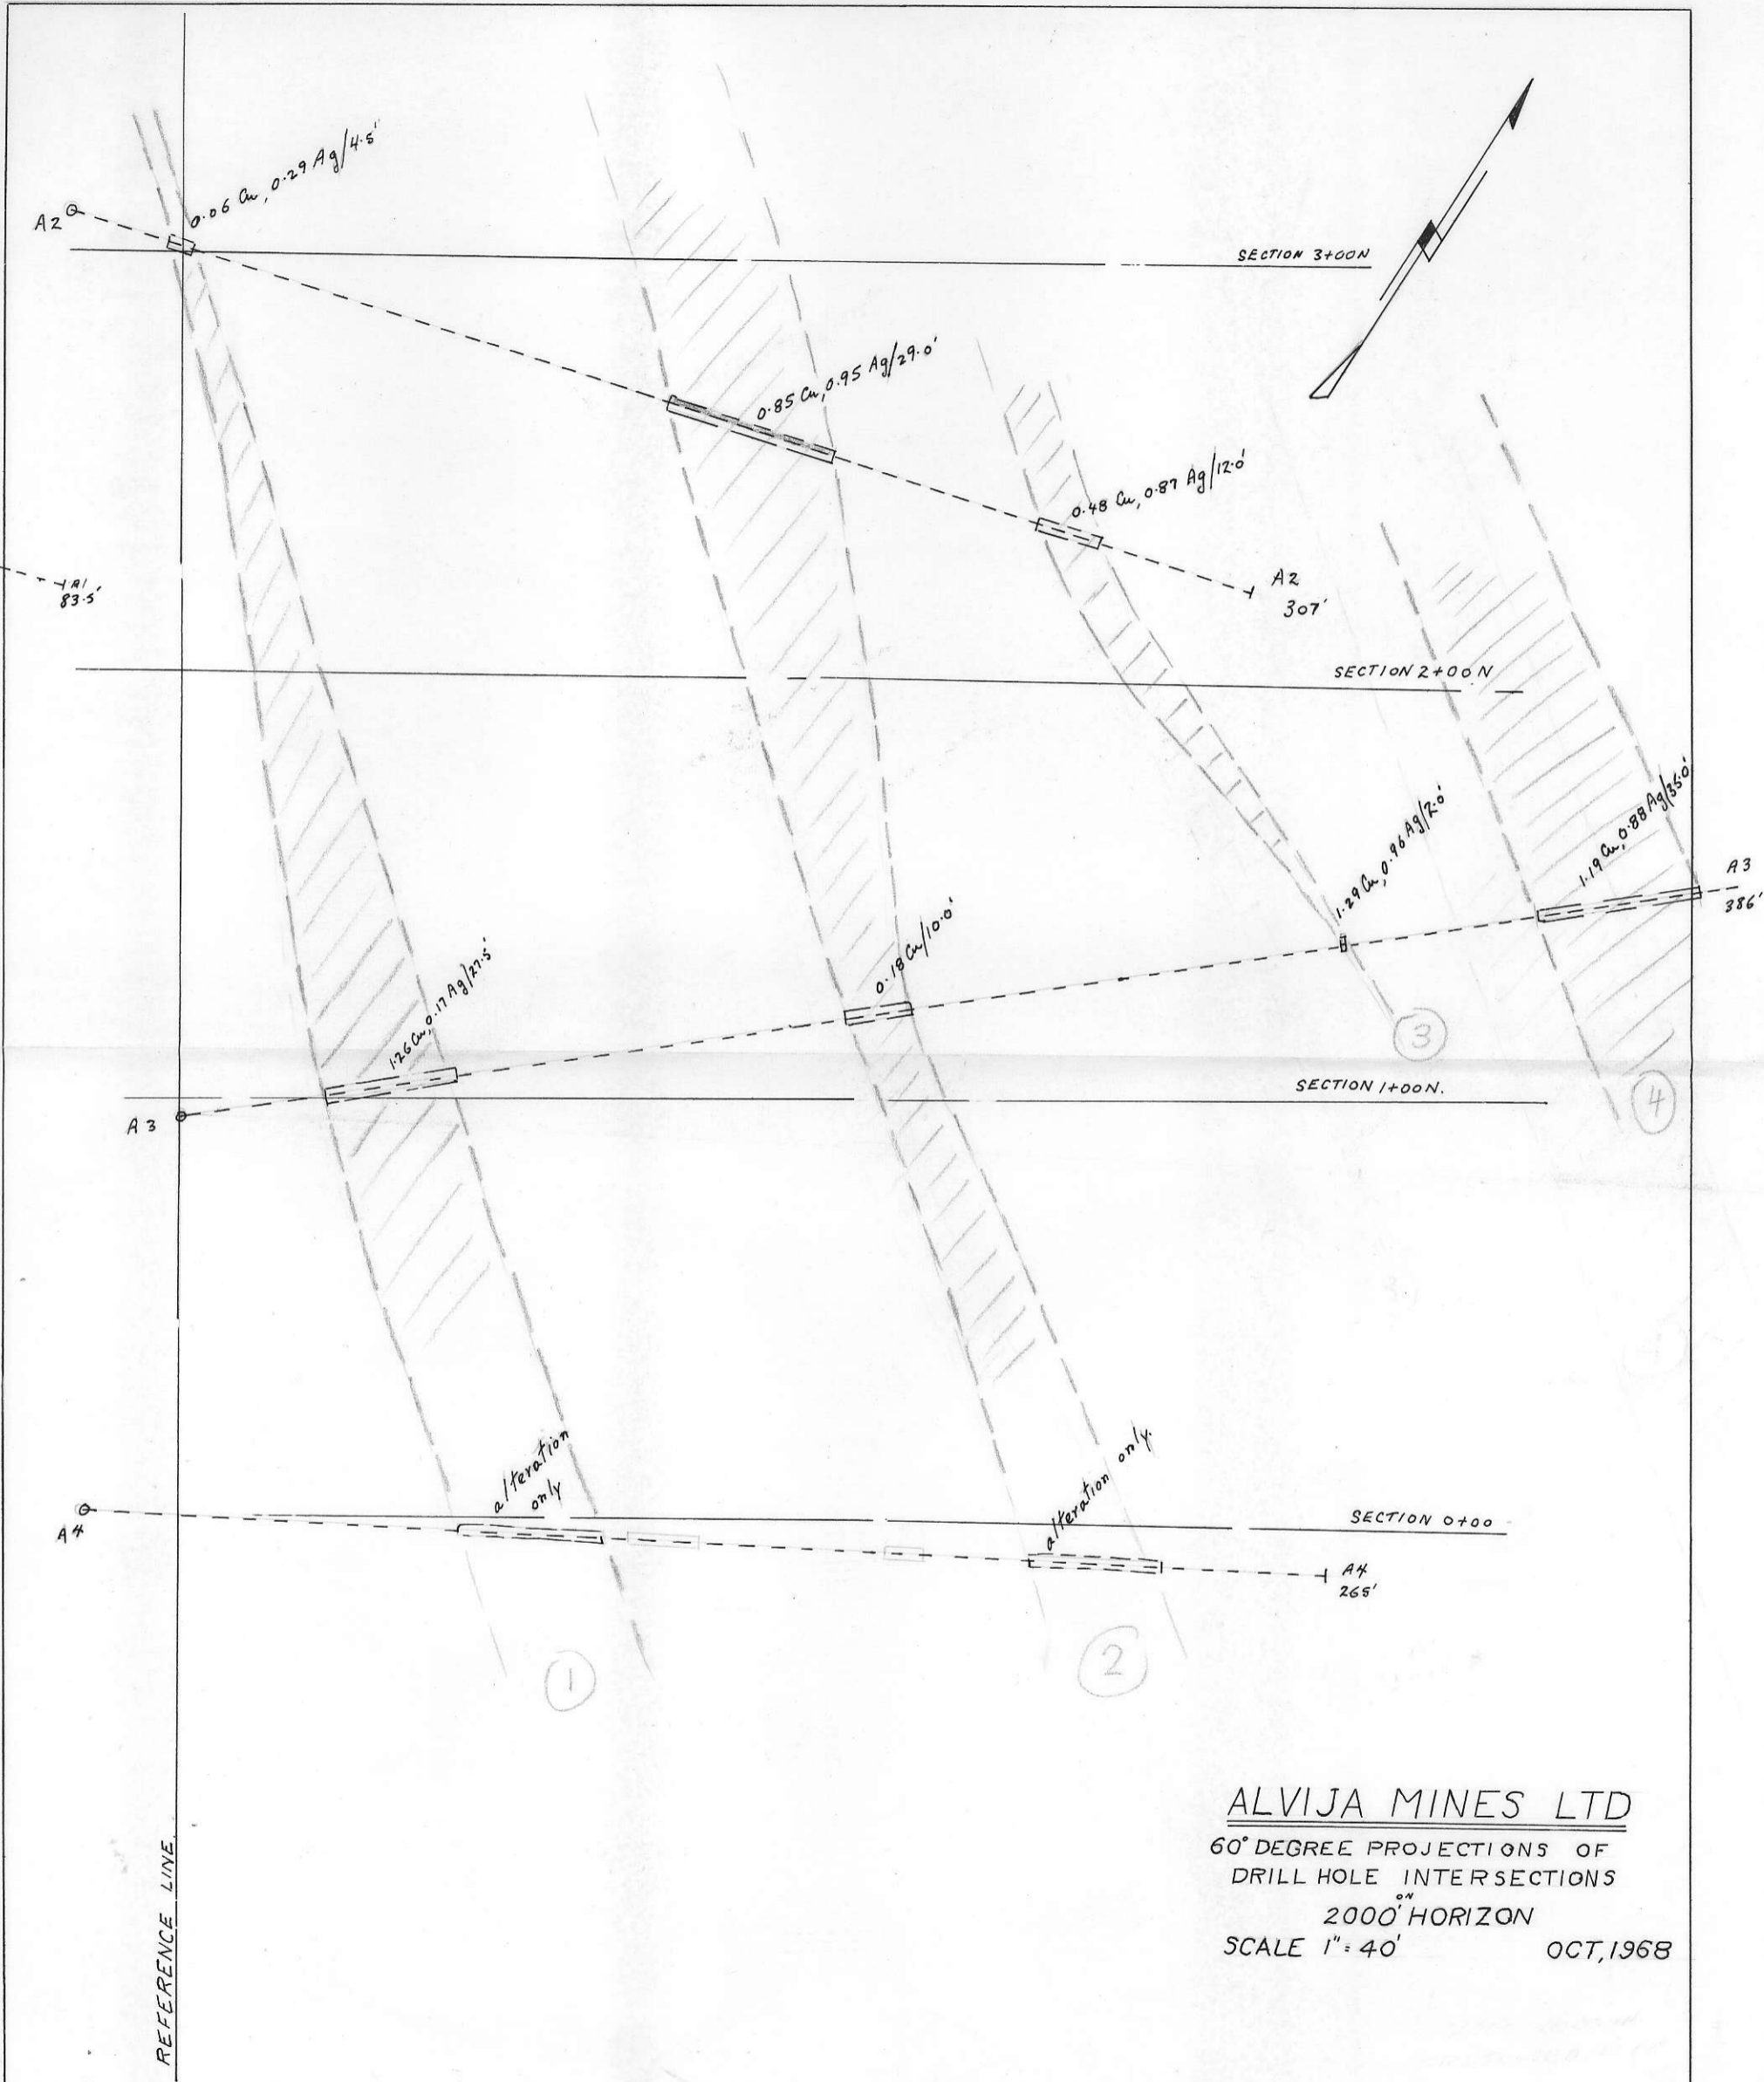 0.06 Cu, 0.29 Ag/4.5'
A2
SECTION 3+00N
0.85 Cu, 0.95 Ag/29.0'
0.48 Cu, 0.87 Ag/12.0'
A2
307'
A1
83.5'
SECTION 2+00N
1.29 Cu, 0.96 Ag/2.0'
1.19 Cu, 0.88 Ag/35.0'
A3
386'
0.18 Cu/10.0'
1.26 Cu, 0.17 Ag/27.5'
3
SECTION 1+00N.
4
A3
alteration
only
alteration only.
SECTION 0+00
A4
A4
265'
1
2
ALVIJA MINES LTD
60° DEGREE PROJECTIONS OF
DRILL HOLE INTERSECTIONS
ON
2000' HORIZON
SCALE 1" = 40' OCT, 1968
REFERENCE LINE.